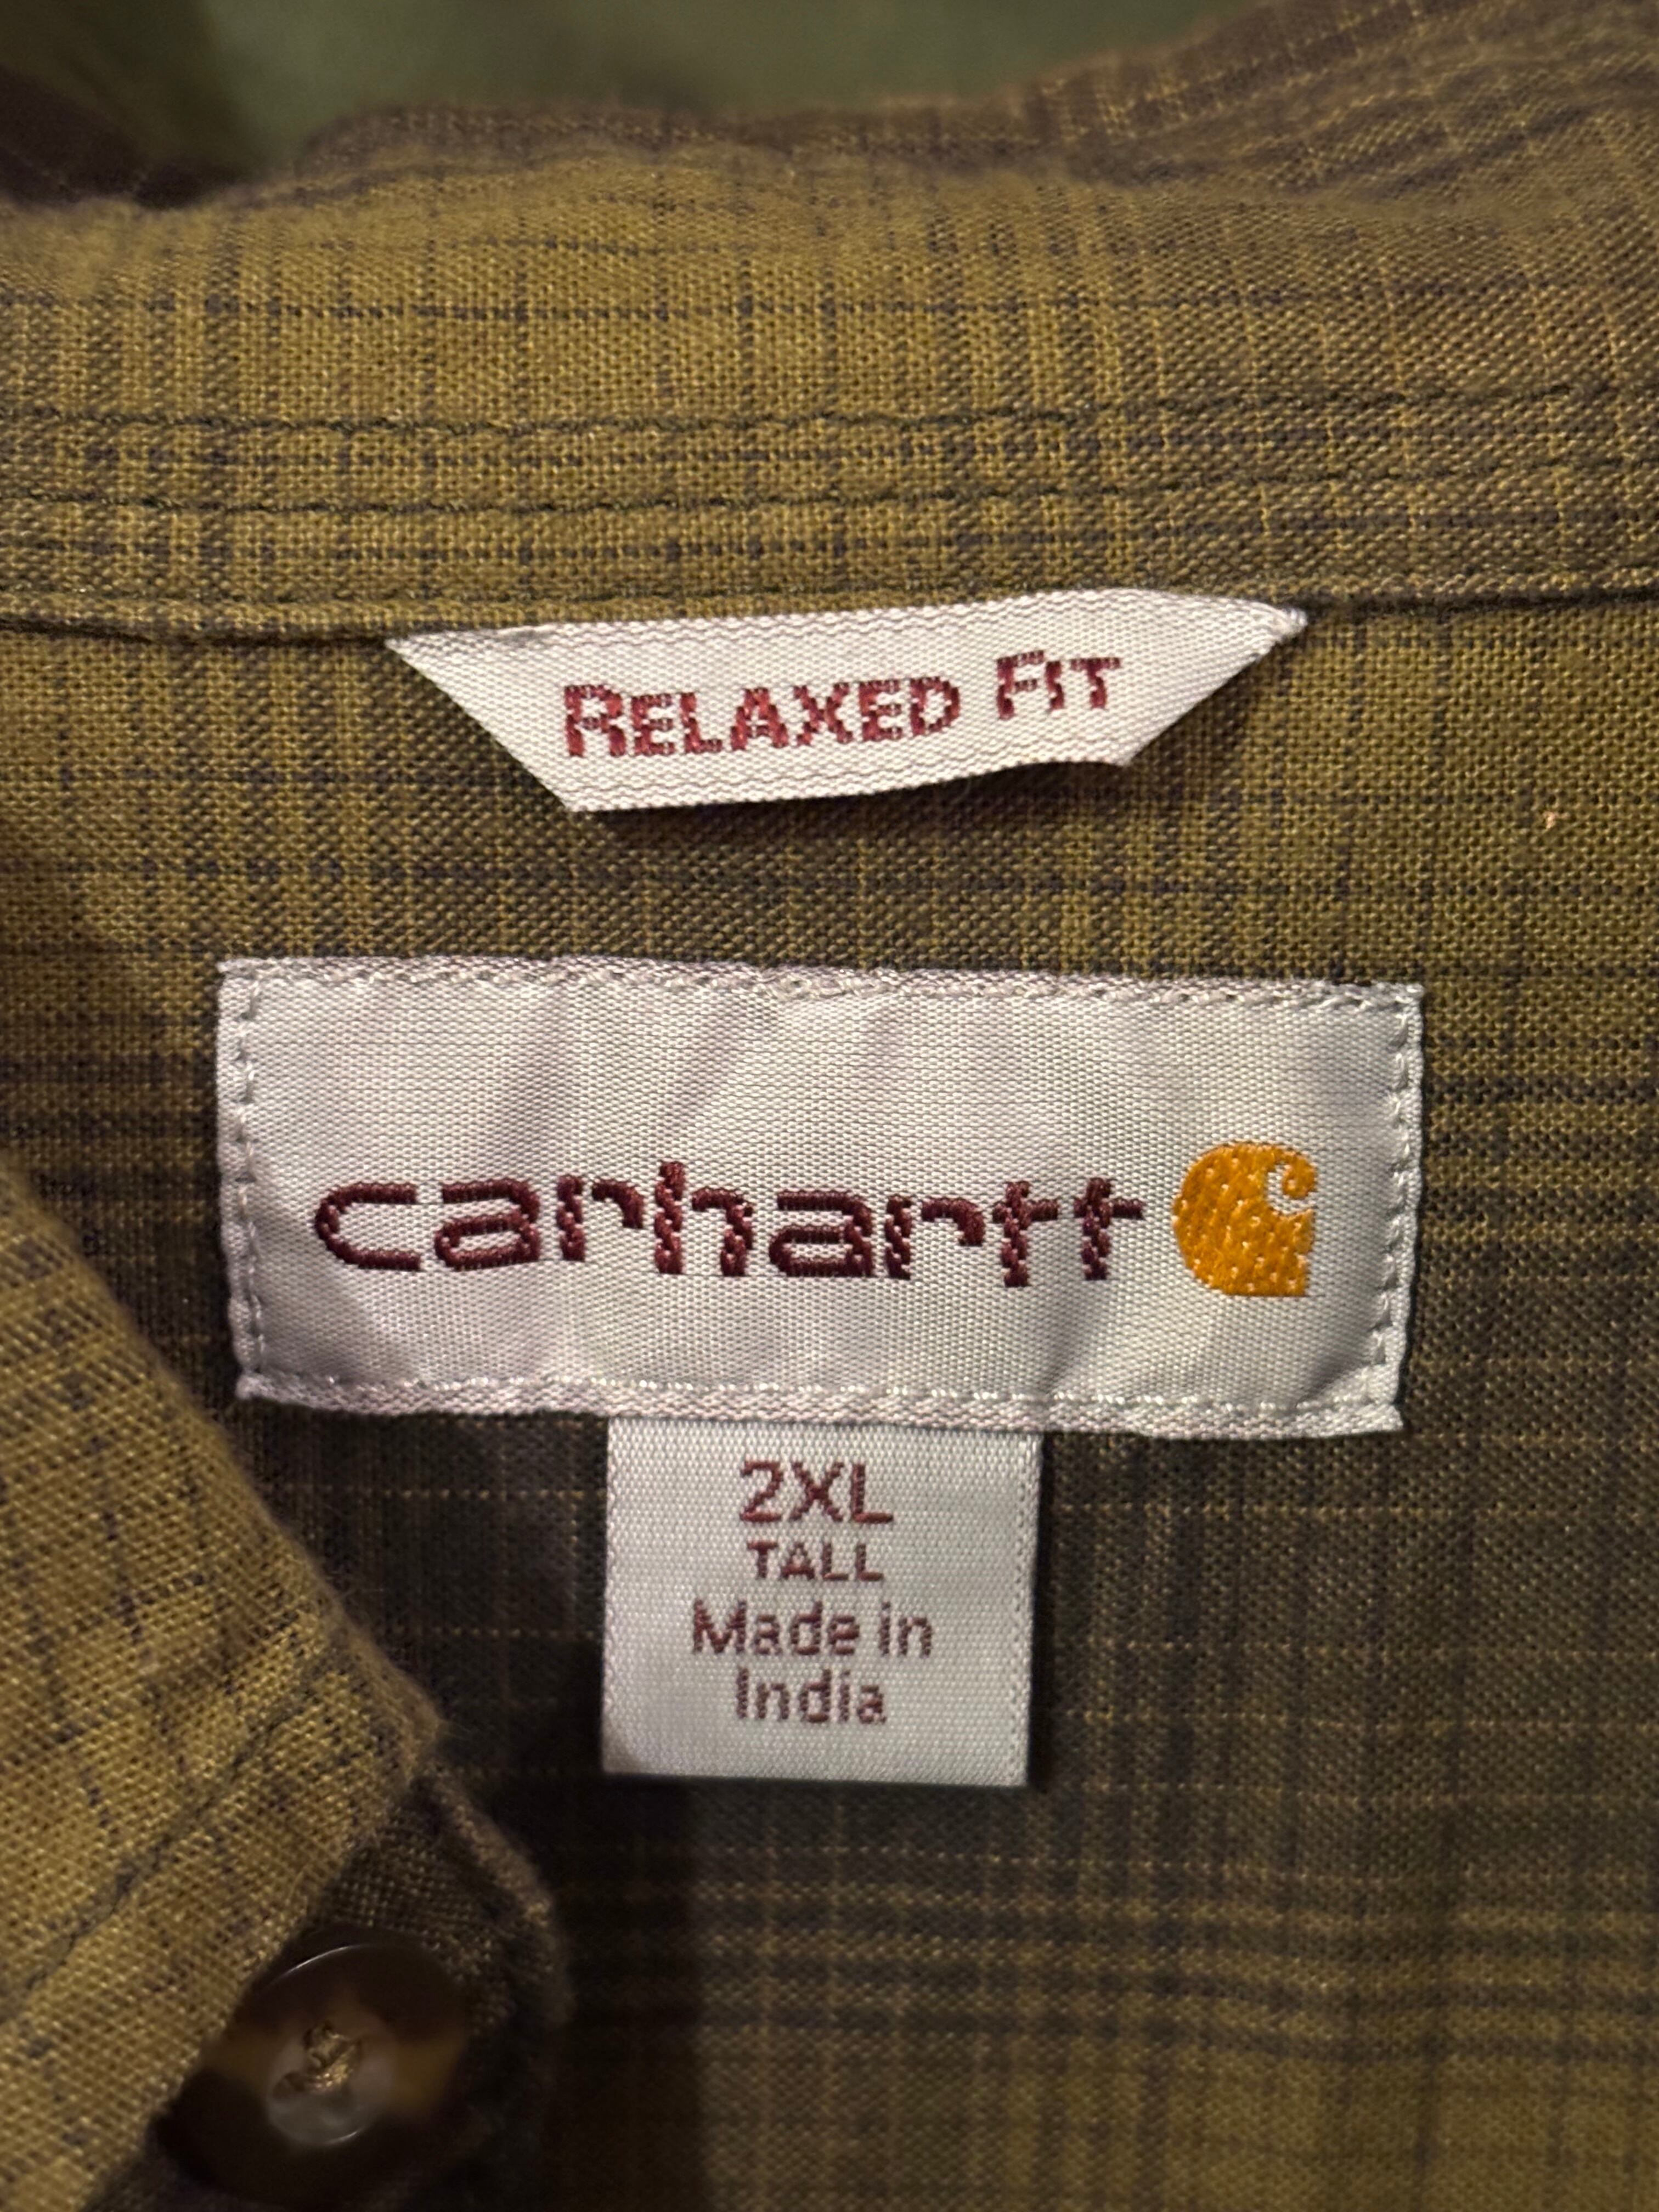 RELAXED FIT
carhartt
2XL
TALL
Made in
India